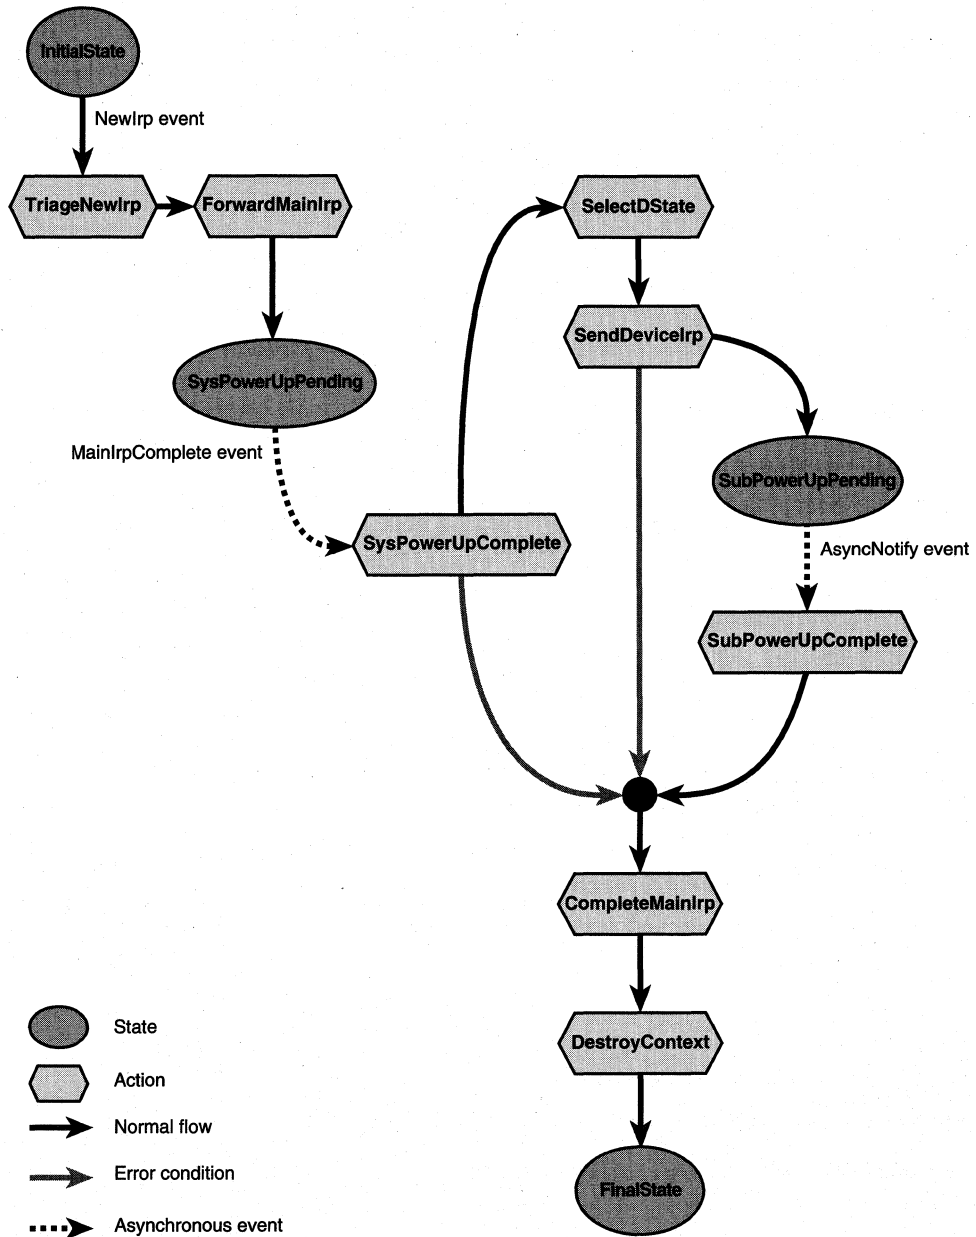 InitialState
NewIrp event
TriageNewIrp
ForwardMainIrp
SelectDState
SendDeviceIrp
SysPowerUpPending
MainIrpComplete event
SubPowerUpPending
SysPowerUpComplete
AsyncNotify event
SubPowerUpComplete
CompleteMainIrp
DestroyContext
FinalState
State
Action
Normal flow
Error condition
Asynchronous event